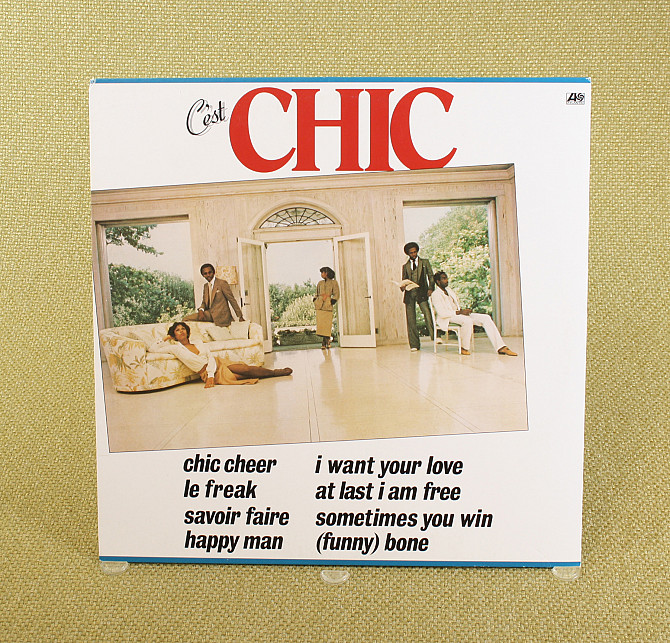 C'est CHIC
chic cheer
le freak
savoir faire
happy man
i want your love
at last i am free
sometimes you win
(funny) bone